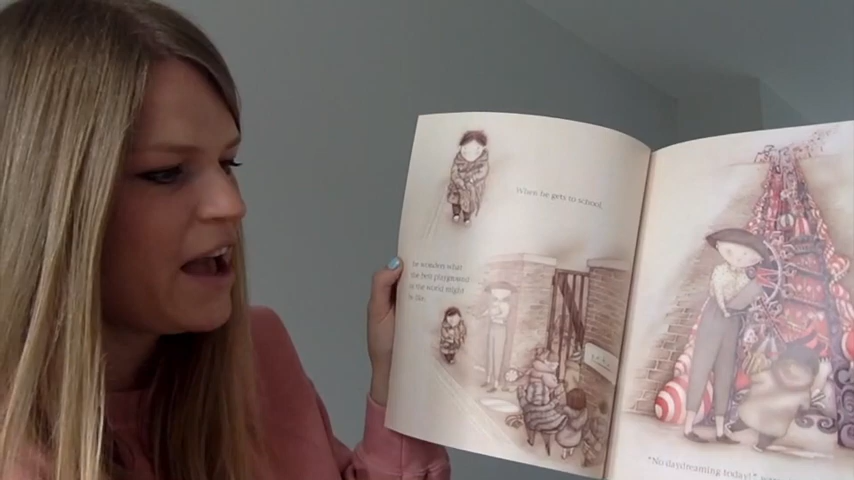 When he gets to school,
he wonders what
the best playground
in the world might
be like.
"No daydreaming today!"